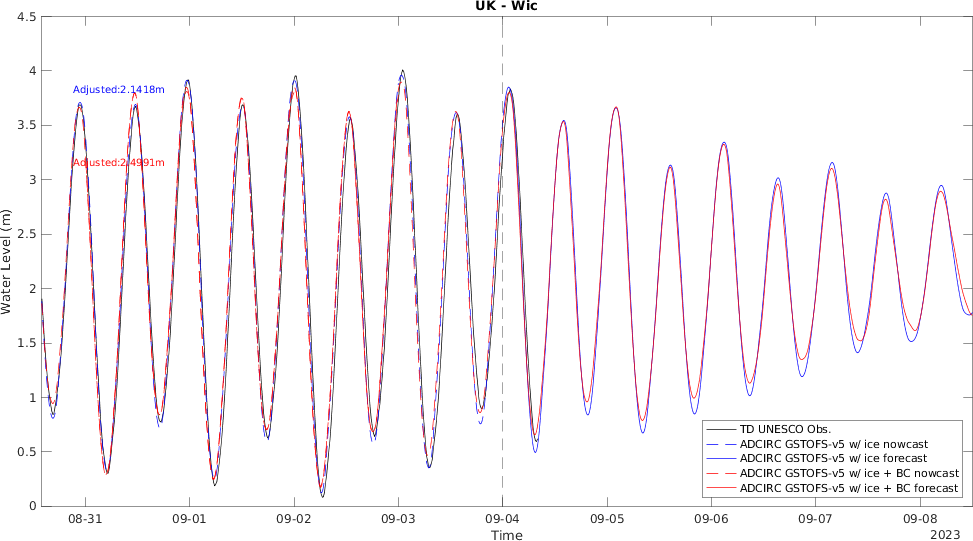 UK - Wic
4.5
4
3.5
3
2.5
2
1.5
1
0.5
0
Water Level (m)
Adjusted:2.1418m
Adjusted:2.4991m
TD UNESCO Obs.
ADCIRC GSTOFS-v5 w/ ice nowcast
ADCIRC GSTOFS-v5 w/ ice forecast
ADCIRC GSTOFS-v5 w/ ice + BC nowcast
ADCIRC GSTOFS-v5 w/ ice + BC forecast
08-31 09-01 09-02 09-03 09-04 09-05 09-06 09-07 09-08
Time
2023